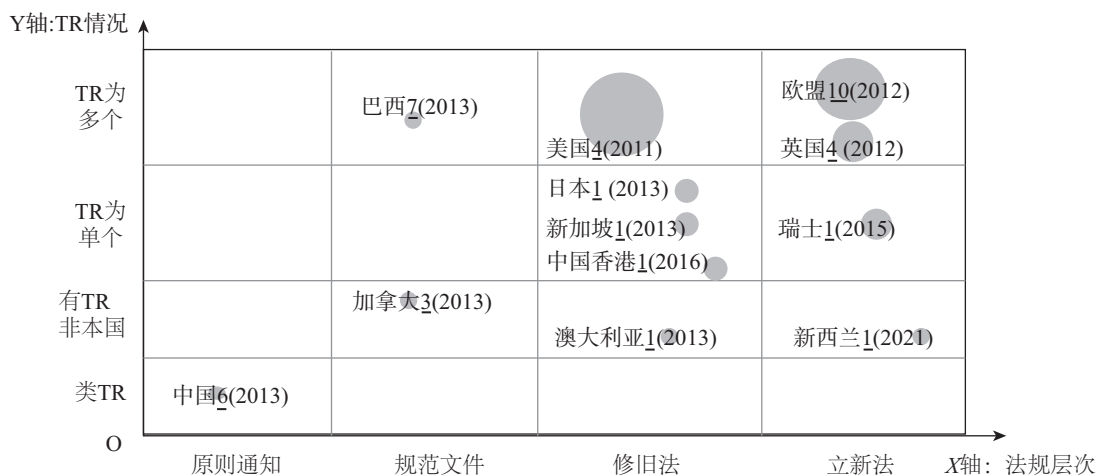 Y轴:TR情况
TR为
多个
巴西7(2013)
美国4(2011)
欧盟10(2012)
英国4 (2012)
TR为
单个
日本1 (2013)
新加坡1(2013)
中国香港1(2016)
瑞士1(2015)
有TR
非本国
加拿大3(2013)
澳大利亚1(2013)
新西兰1(2021)
类TR
中国6(2013)
O
原则通知
规范文件
修旧法
立新法
X轴：法规层次